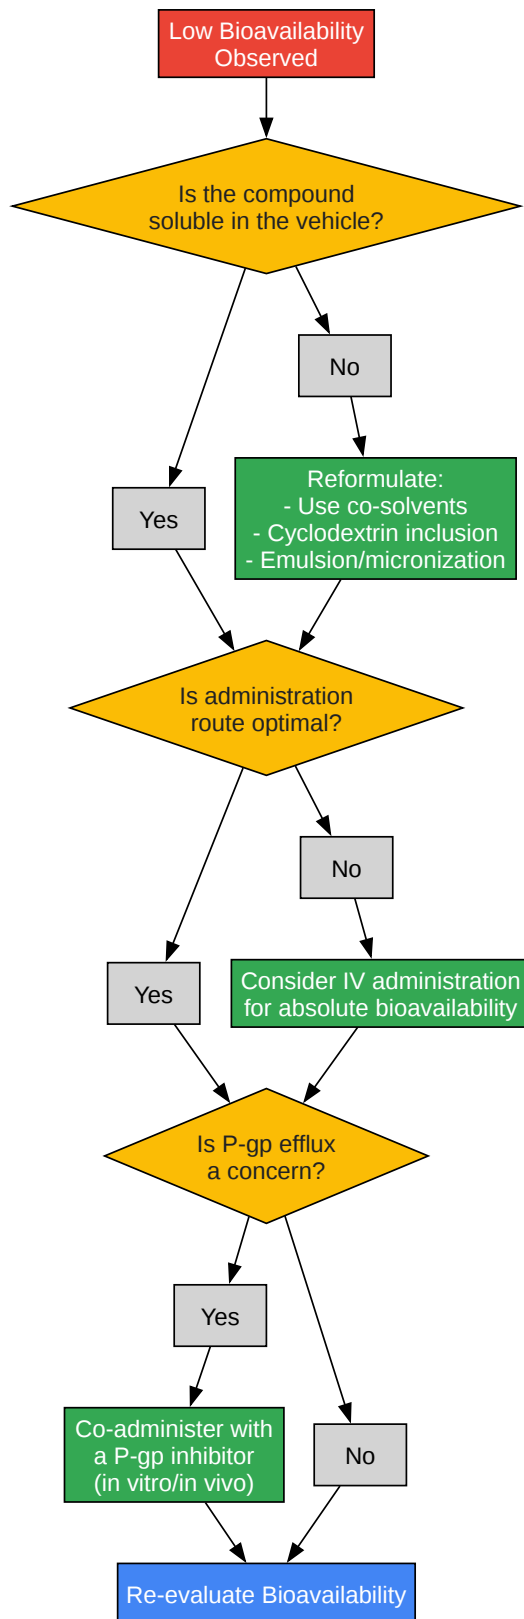 Low Bioavailability
Observed
Is the compound
soluble in the vehicle?
No
Reformulate:
- Use co-solvents
- Cyclodextrin inclusion
- Emulsion/micronization
Yes
Is administration
route optimal?
No
Yes
Consider IV administration
for absolute bioavailability
Is P-gp efflux
a concern?
Yes
Co-administer with
a P-gp inhibitor
(in vitro/in vivo)
No
Re-evaluate Bioavailability